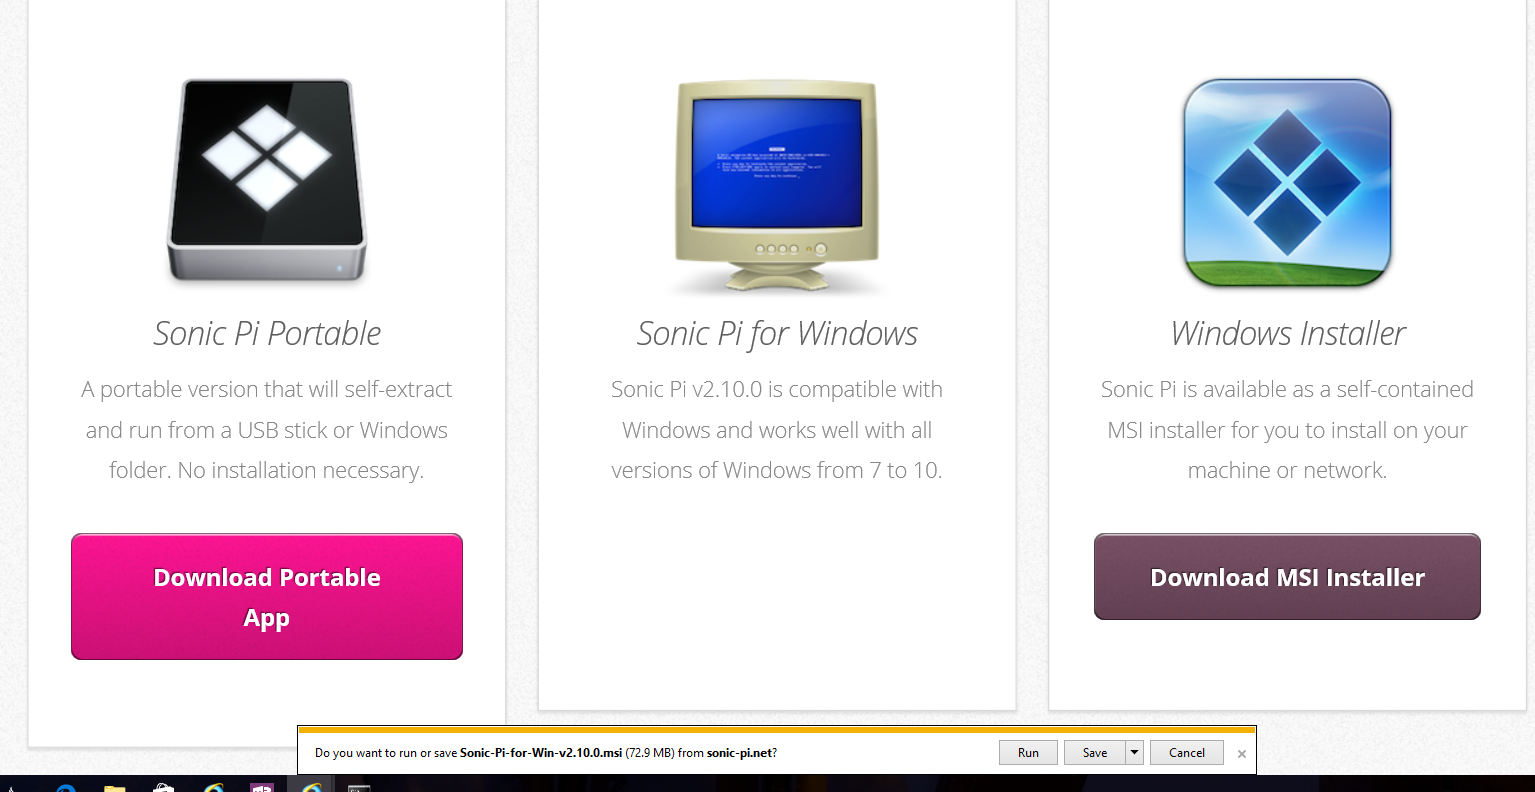 Sonic Pi Portable
A portable version that will self-extract
and run from a USB stick or Windows
folder. No installation necessary.
Download Portable
App
Sonic Pi for Windows
Sonic Pi v2.10.0 is compatible with
Windows and works well with all
versions of Windows from 7 to 10.
Windows Installer
Sonic Pi is available as a self-contained
MSI installer for you to install on your
machine or network.
Download MSI Installer
Do you want to run or save Sonic-Pi-for-Win-v2.10.0.msi (72.9 MB) from sonic-pi.net?
Run
Save
Cancel